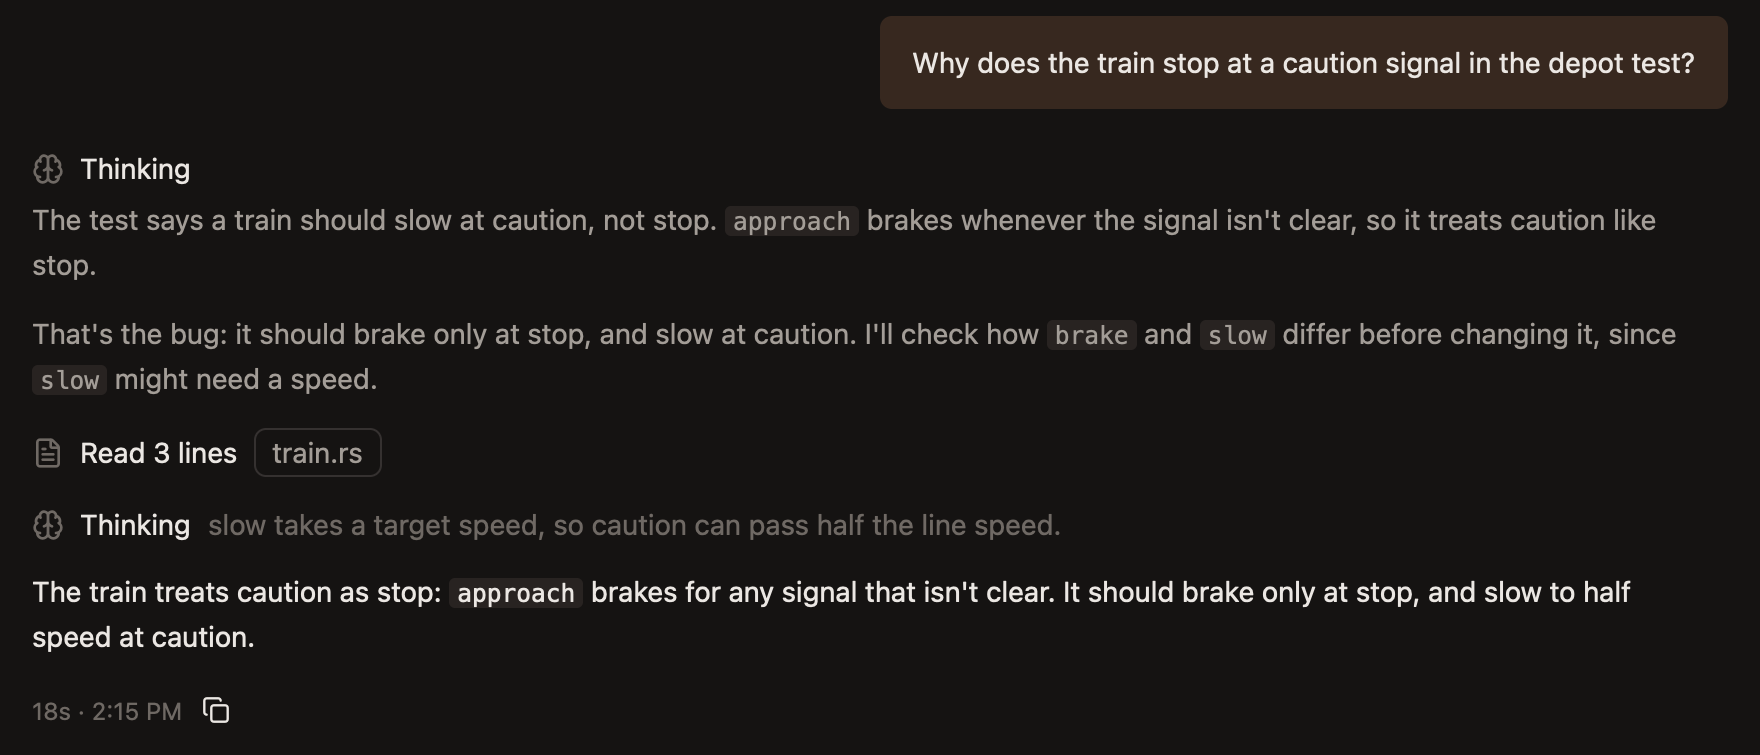 Why does the train stop at a caution signal in the depot test?
Thinking
The test says a train should slow at caution, not stop. approach brakes whenever the signal isn't clear, so it treats caution like
stop.
That's the bug: it should brake only at stop, and slow at caution. I'll check how brake and slow differ before changing it, since
slow might need a speed.
Read 3 lines train.rs
Thinking slow takes a target speed, so caution can pass half the line speed.
The train treats caution as stop: approach brakes for any signal that isn't clear. It should brake only at stop, and slow to half
speed at caution.
18s · 2:15 PM